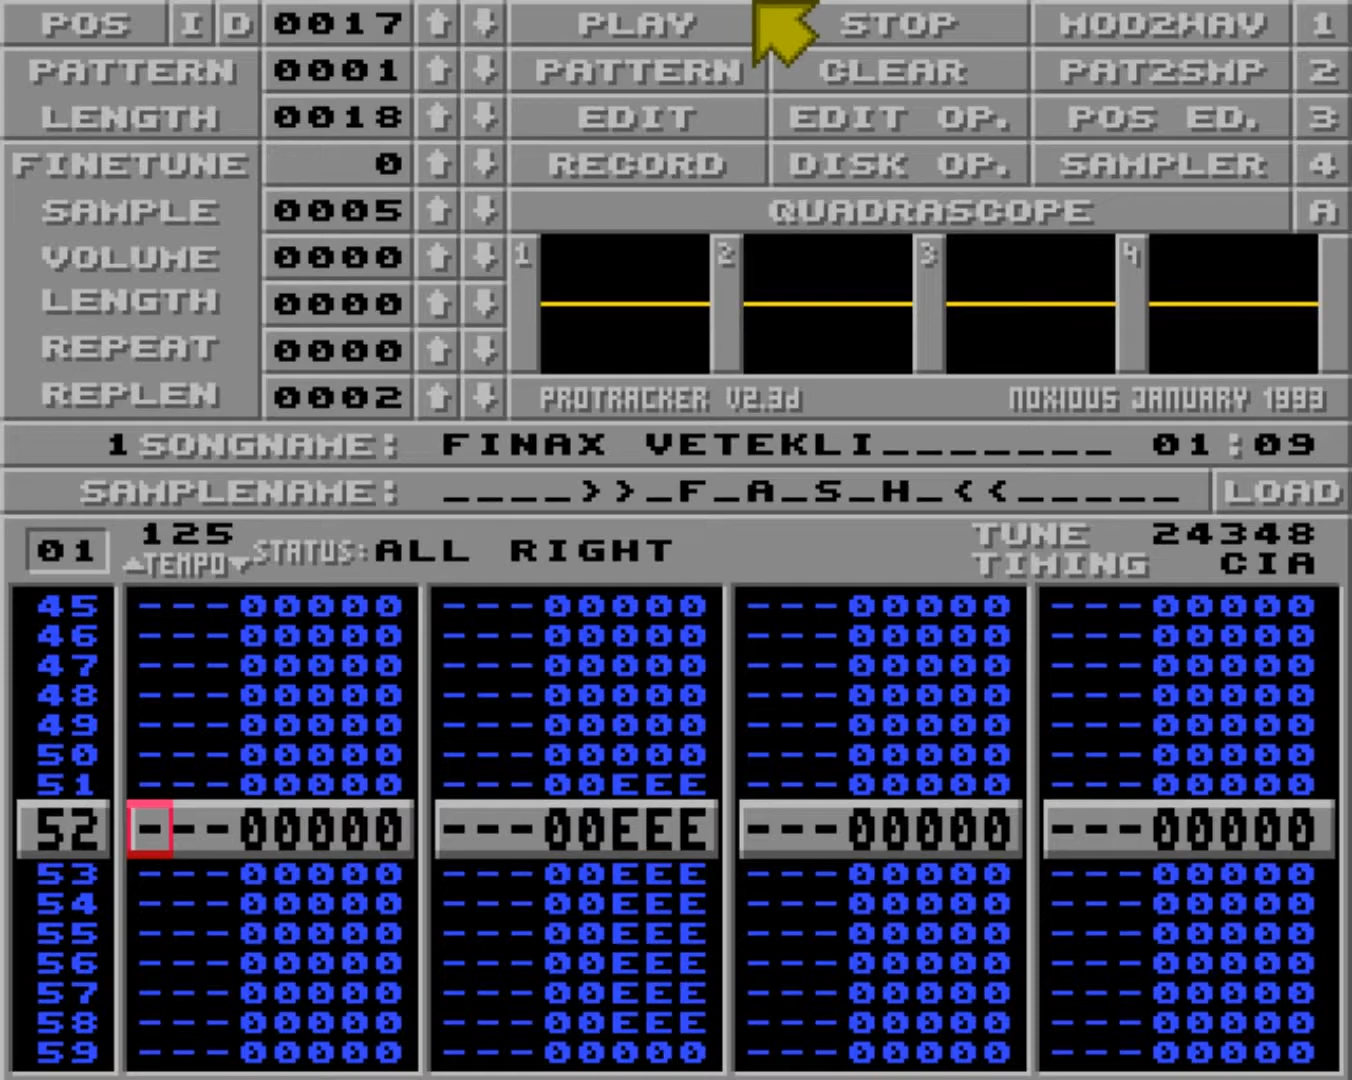 POS I D 0017 PLAY STOP MOD2WAV 1
PATTERN 0001 PATTERN CLEAR PAT2SMP 2
LENGTH 0018 EDIT EDIT OP. POS ED. 3
FINETUNE 0 RECORD DISK OP. SAMPLER 4
SAMPLE 0005 QUADRASCOPE A
VOLUME 0000 1 2 3 4
LENGTH 0000
REPEAT 0000
REPLEN 0002 PROTRACKER V2.3d NOXIOUS JANUARY 1993
1 SONGNAME: FINAX VETEKLI_______ 01:09
SAMPLENAME: ____>>_F_A_S_H_<<_____ LOAD
01 125 TEMPO STATUS: ALL RIGHT TUNE 24348
TIMING CIA
45 ---00000 ---00000 ---00000 ---00000
46 ---00000 ---00000 ---00000 ---00000
47 ---00000 ---00000 ---00000 ---00000
48 ---00000 ---00000 ---00000 ---00000
49 ---00000 ---00000 ---00000 ---00000
50 ---00000 ---00000 ---00000 ---00000
51 ---00000 ---00EEE ---00000 ---00000
52 ---00000 ---00EEE ---00000 ---00000
53 ---00000 ---00EEE ---00000 ---00000
54 ---00000 ---00EEE ---00000 ---00000
55 ---00000 ---00EEE ---00000 ---00000
56 ---00000 ---00EEE ---00000 ---00000
57 ---00000 ---00EEE ---00000 ---00000
58 ---00000 ---00EEE ---00000 ---00000
59 ---00000 ---00000 ---00000 ---00000